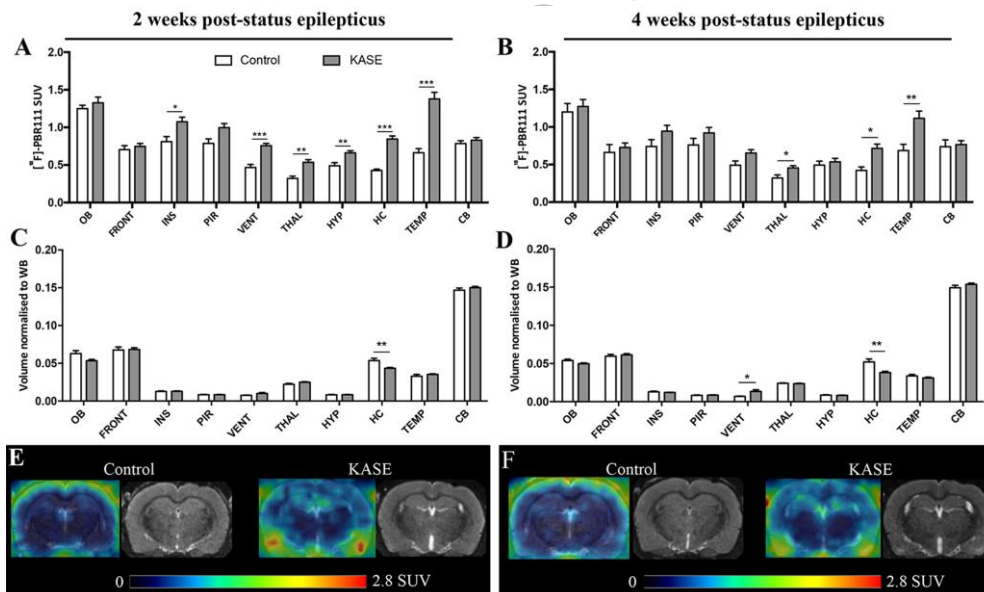 2 weeks post-status epilepticus
4 weeks post-status epilepticus
A
Control
KASE
[¹⁸F]-PBR111 SUV
2.0
1.5
1.0
0.5
0.0
*
***
**
**
***
***
OB
FRONT
INS
PIR
VENT
THAL
HYP
HC
TEMP
CB
B
[¹⁸F]-PBR111 SUV
2.0
1.5
1.0
0.5
0.0
*
*
**
OB
FRONT
INS
PIR
VENT
THAL
HYP
HC
TEMP
CB
C
Volume normalised to WB
0.20
0.15
0.10
0.05
0.00
**
OB
FRONT
INS
PIR
VENT
THAL
HYP
HC
TEMP
CB
D
Volume normalised to WB
0.20
0.15
0.10
0.05
0.00
*
**
OB
FRONT
INS
PIR
VENT
THAL
HYP
HC
TEMP
CB
E
Control
KASE
0
2.8 SUV
F
Control
KASE
0
2.8 SUV